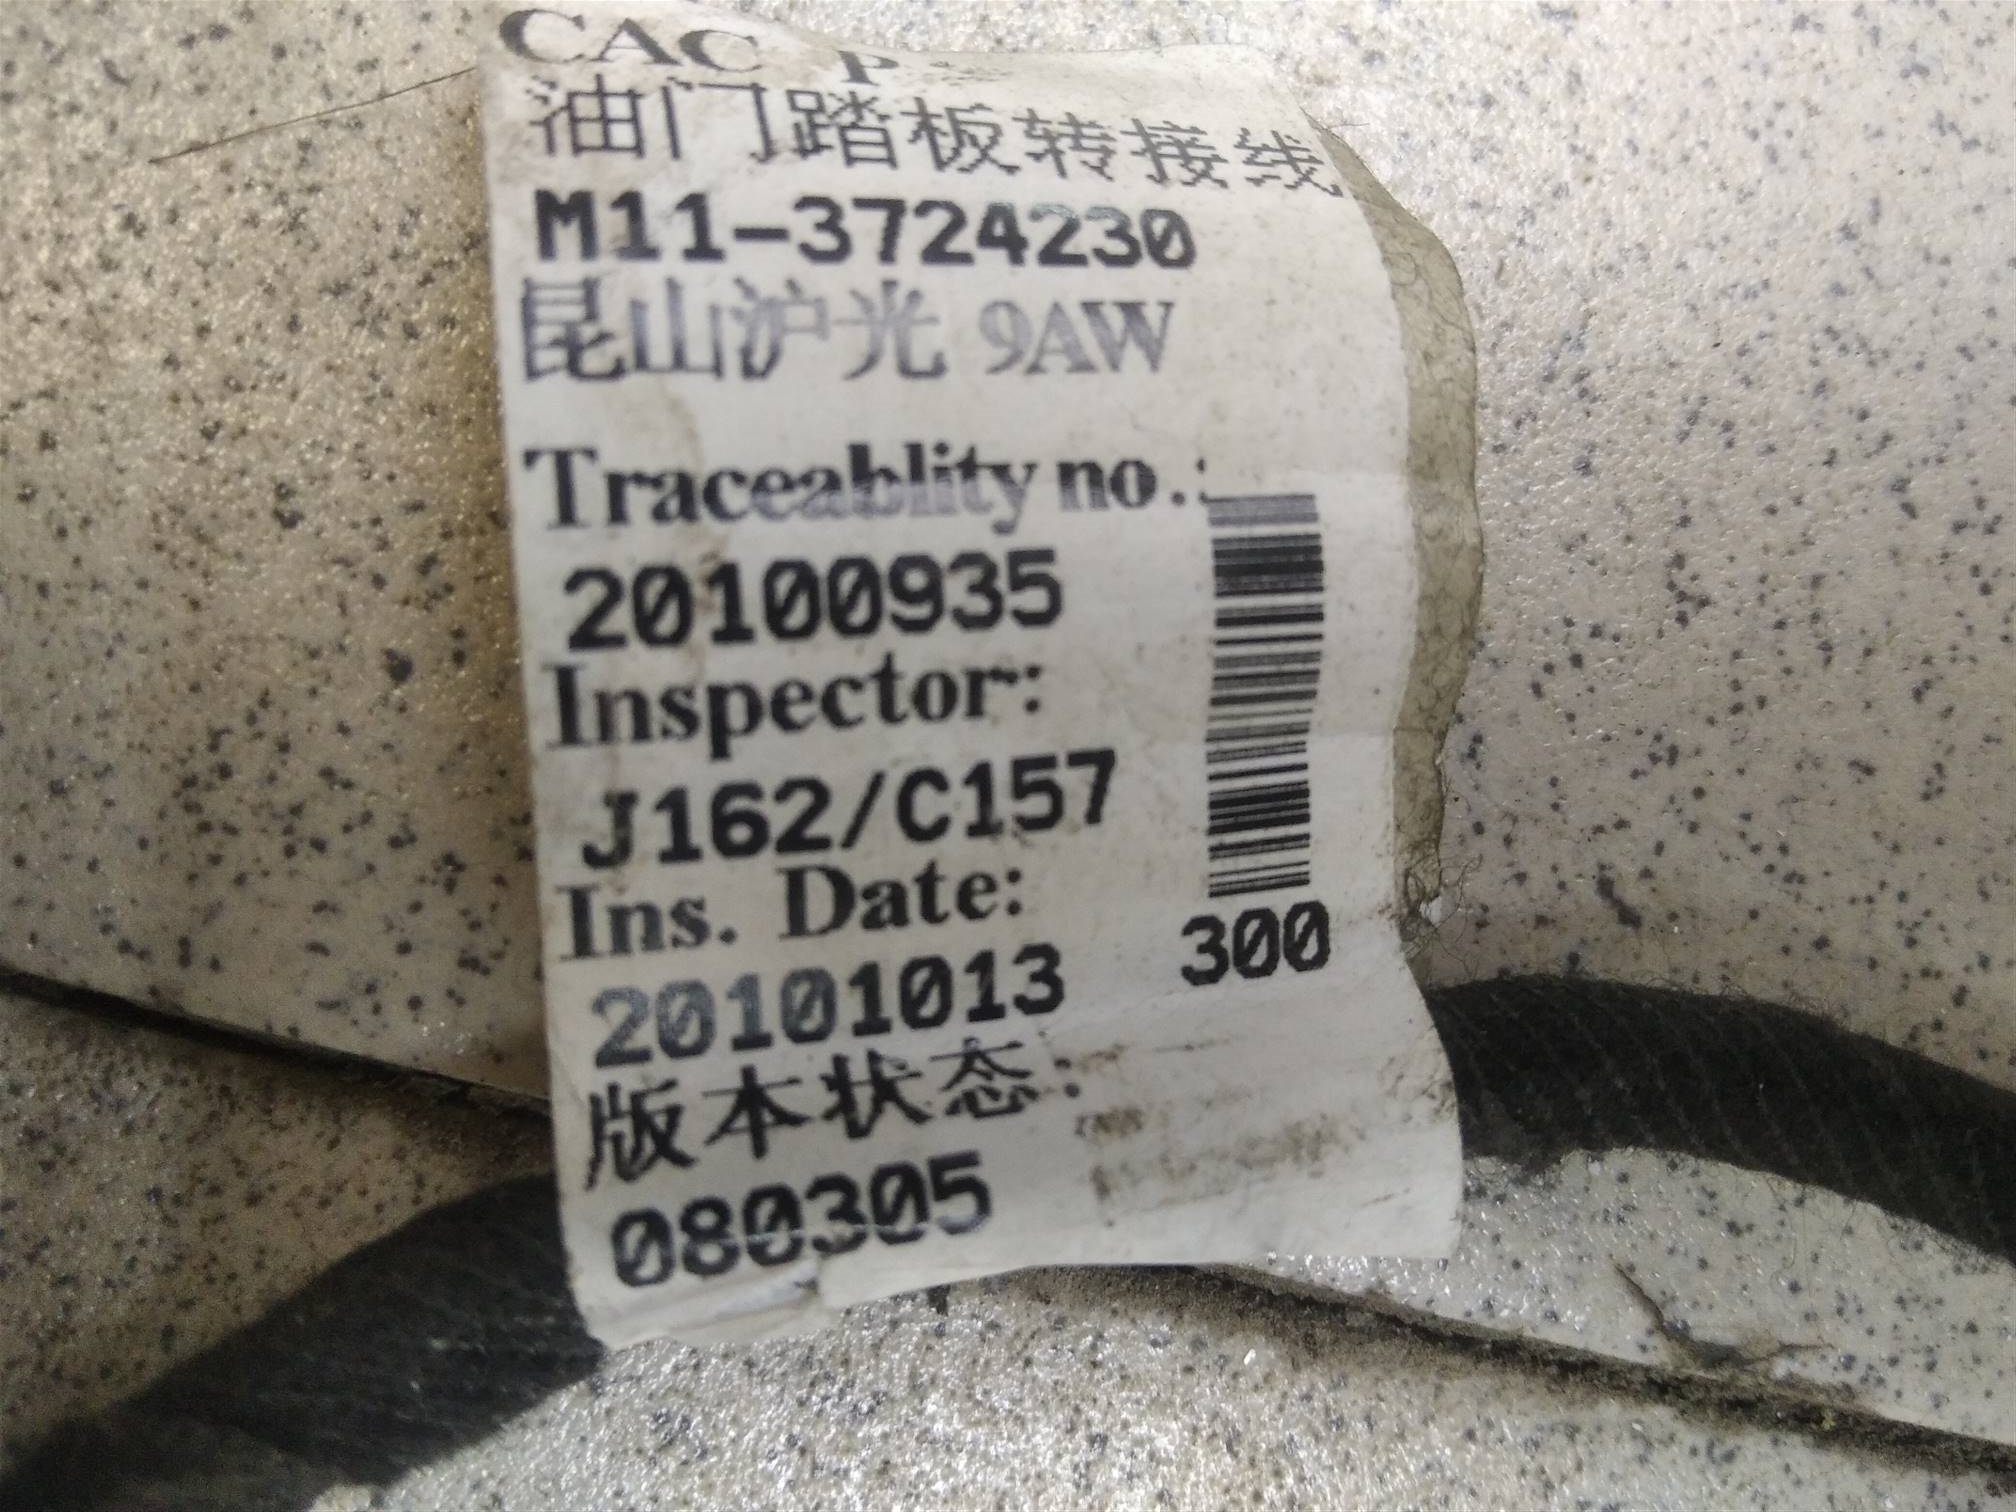 CAC P
油门踏板转接线
M11-3724230
昆山沪光 9AW
Traceablity no.:
20100935
Inspector:
J162/C157
Ins. Date:
20101013
300
版本状态:
080305